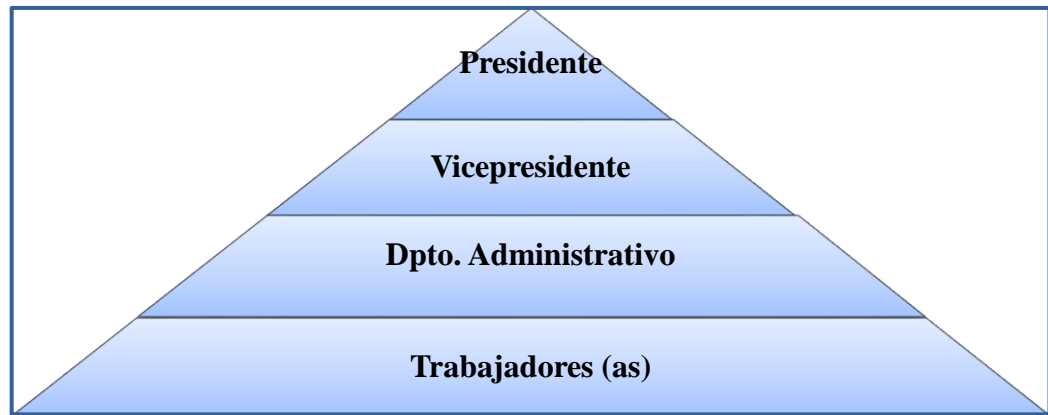 Presidente
Vicepresidente
Dpto. Administrativo
Trabajadores (as)